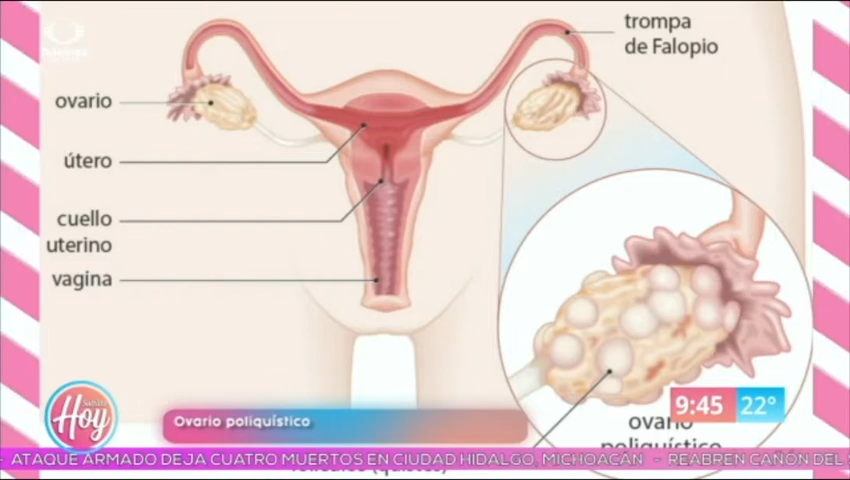 trompa
de Falopio
ovario
útero
cuello
uterino
vagina
9:45 22°
Hoy
Ovario poliquístico
ovario
poliquístico
- ATAQUE ARMADO DEJA CUATRO MUERTOS EN CIUDAD HIDALGO, MICHOACÁN - REABREN CAÑÓN DEL